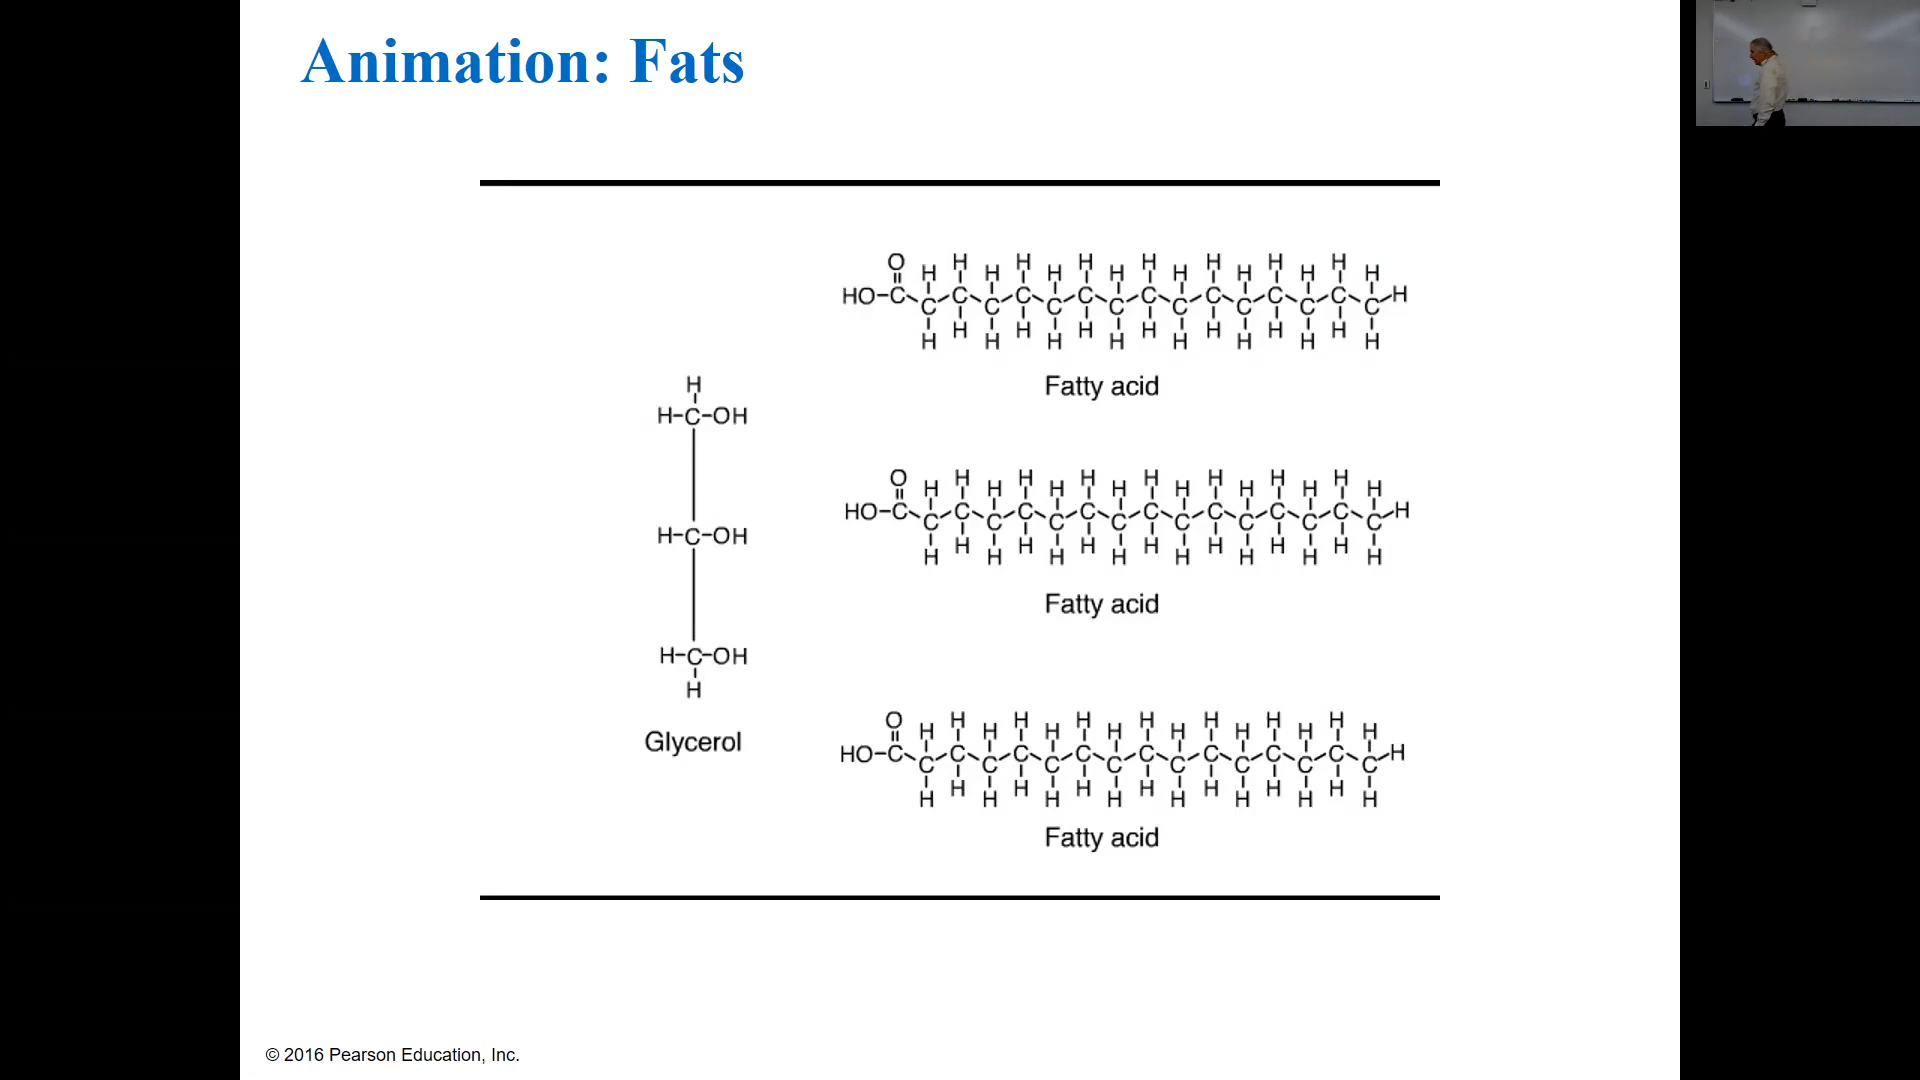 Animation: Fats
O H H H H H H H H H H H H H H H
HO-C C C C C C C C C C C C C C C C H
H H H H H H H H H H H H H H H
Fatty acid
H
H-C-OH
O H H H H H H H H H H H H H H H
HO-C C C C C C C C C C C C C C C C H
H H H H H H H H H H H H H H H
H-C-OH
Fatty acid
H-C-OH
H
O H H H H H H H H H H H H H H H
HO-C C C C C C C C C C C C C C C C H
H H H H H H H H H H H H H H H
Glycerol
Fatty acid
© 2016 Pearson Education, Inc.